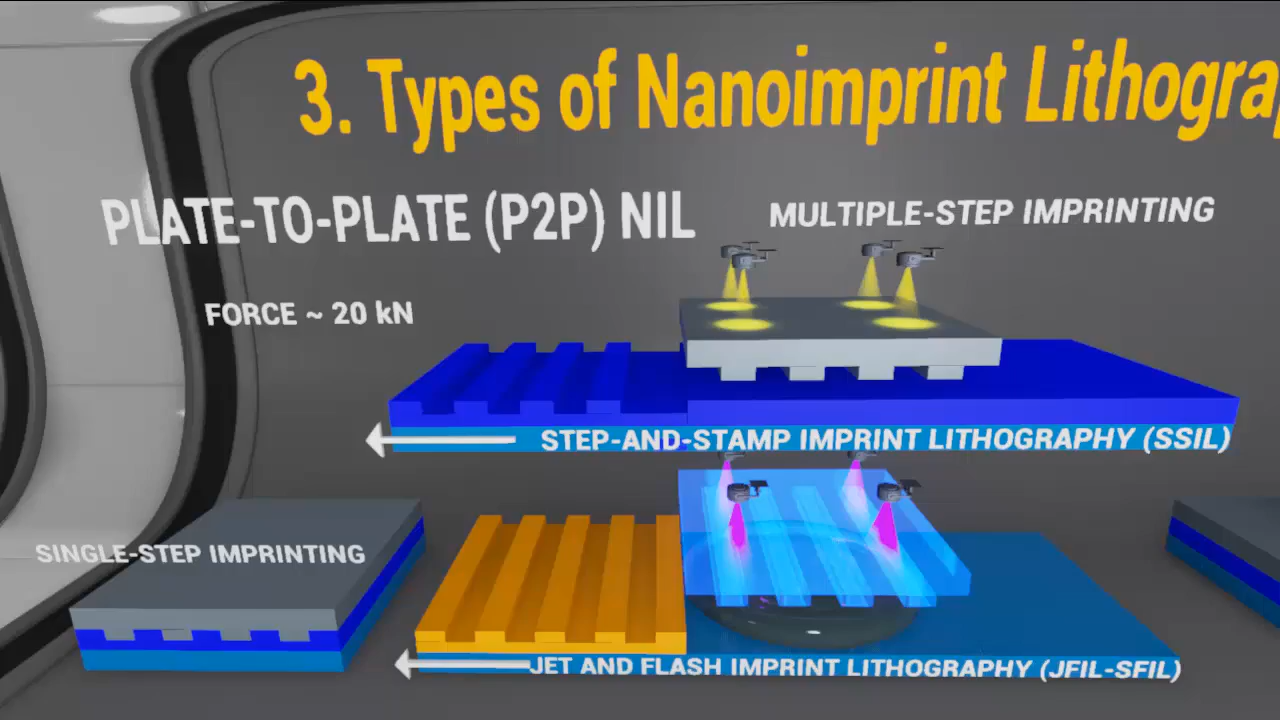 3. Types of Nanoimprint Lithogra
PLATE-TO-PLATE (P2P) NIL
MULTIPLE-STEP IMPRINTING
FORCE ~ 20 kN
STEP-AND-STAMP IMPRINT LITHOGRAPHY (SSIL)
SINGLE-STEP IMPRINTING
JET AND FLASH IMPRINT LITHOGRAPHY (JFIL-SFIL)